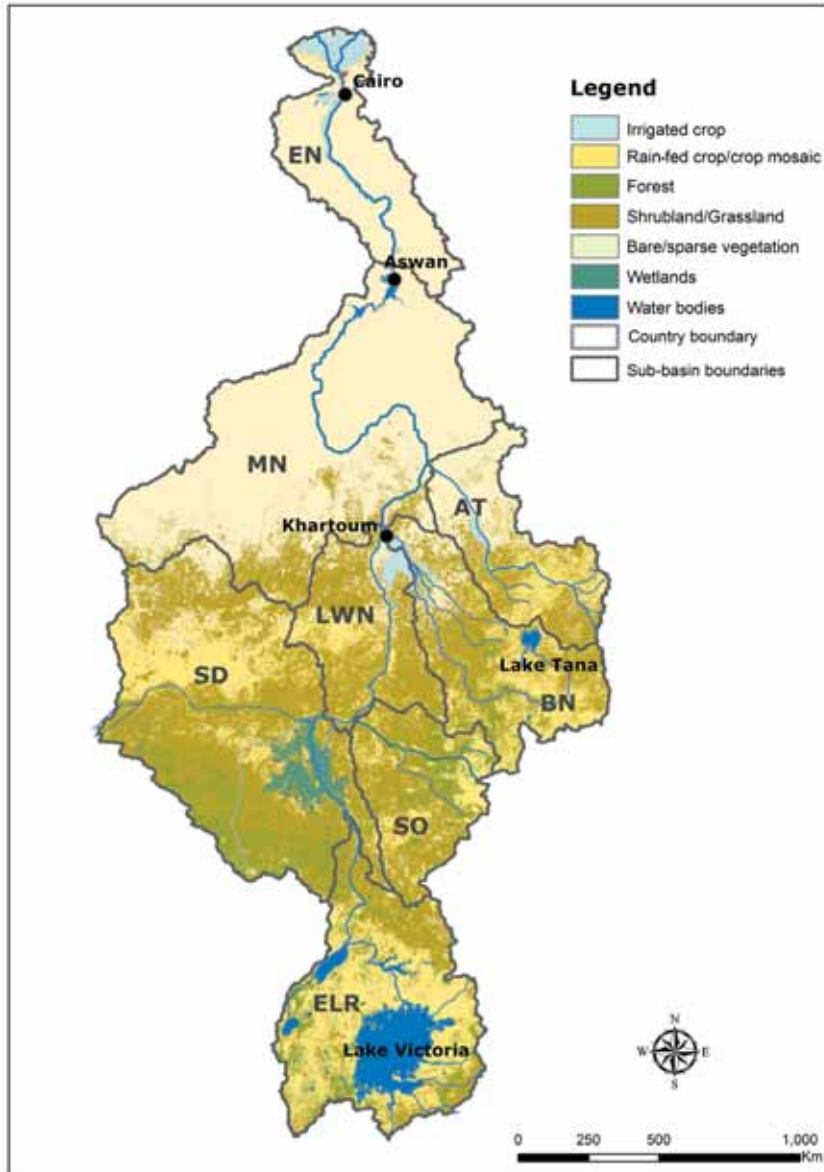 Cairo
EN
Aswan
MN
AT
Khartoum
LWN
SD
Lake Tana
BN
SO
ELR
Lake Victoria
Legend
Irrigated crop
Rain-fed crop/crop mosaic
Forest
Shrubland/Grassland
Bare/sparse vegetation
Wetlands
Water bodies
Country boundary
Sub-basin boundaries
N
W E
S
0 250 500 1,000
Km